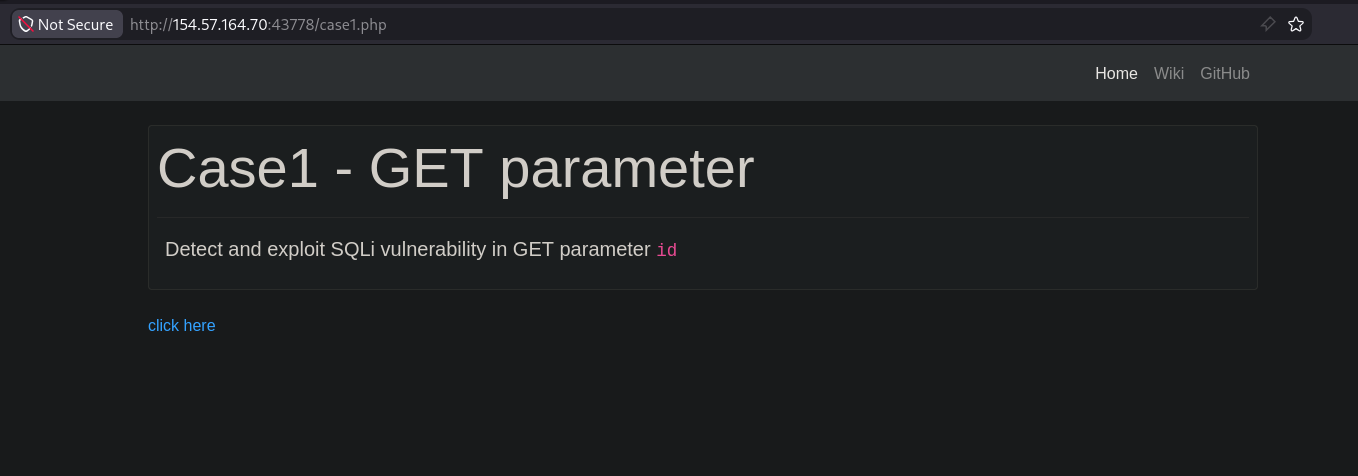 Not Secure http://154.57.164.70:43778/case1.php
Home Wiki GitHub
Case1 - GET parameter
Detect and exploit SQLi vulnerability in GET parameter id
click here